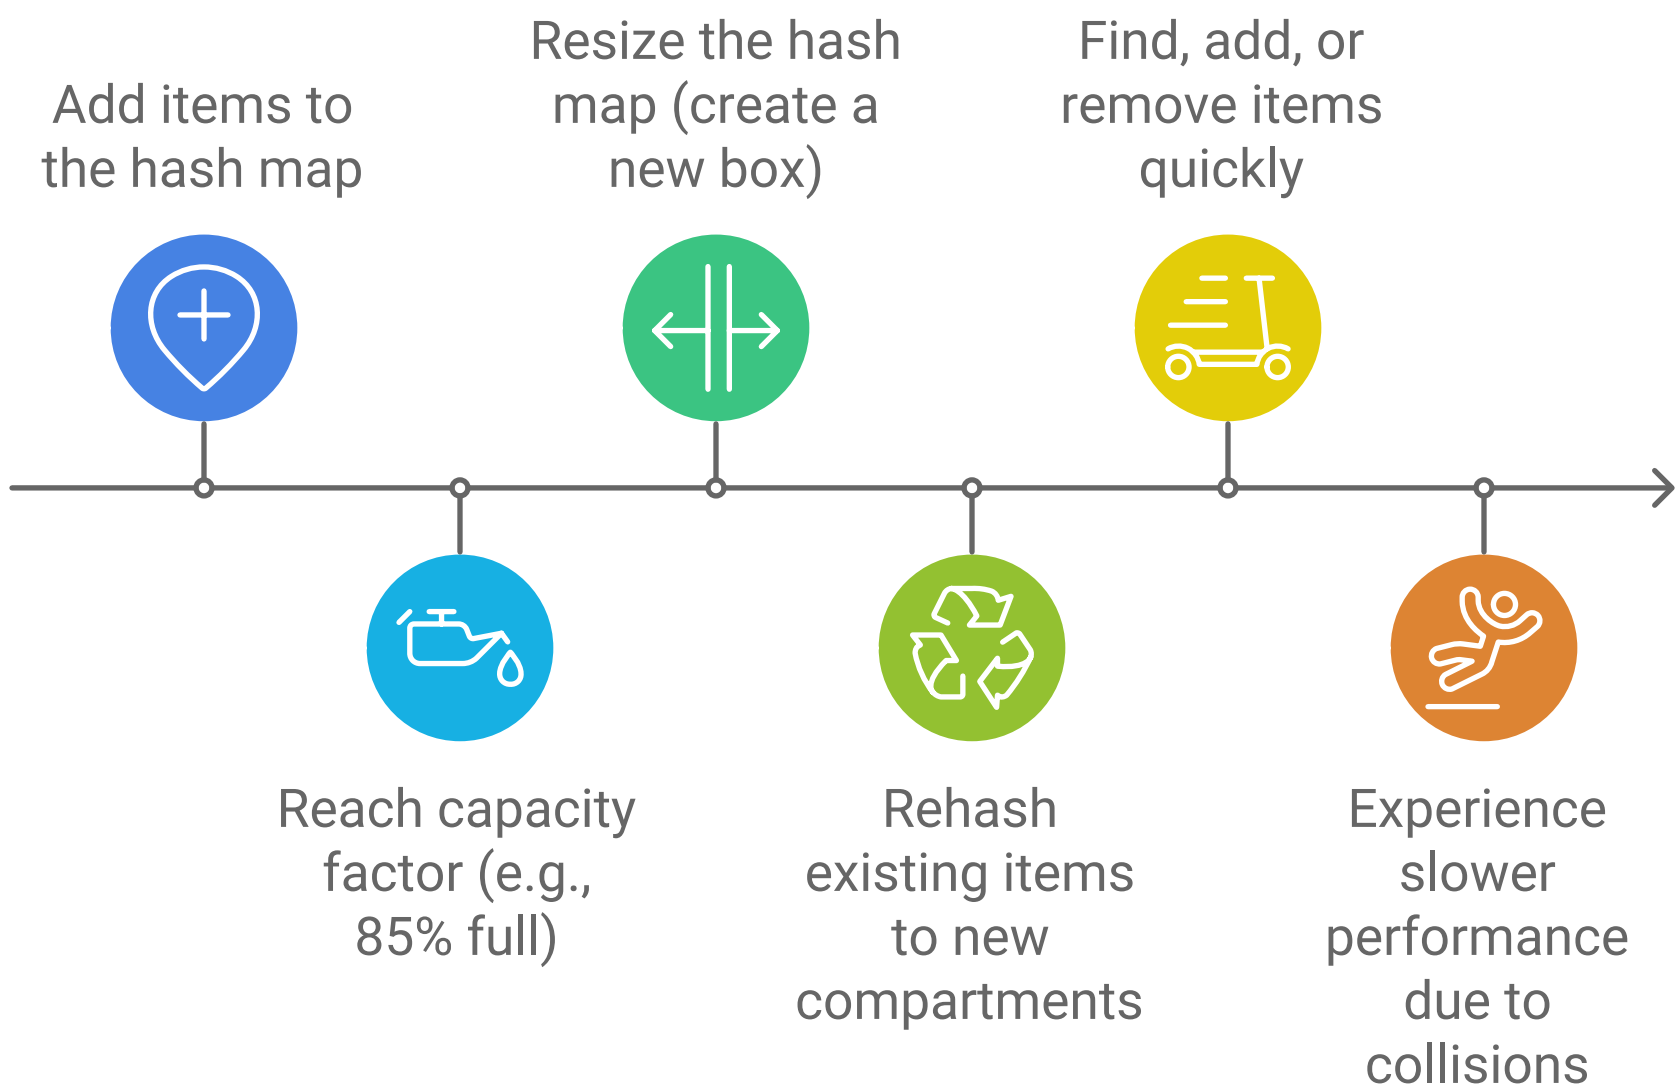 Add items to
the hash map
Reach capacity
factor (e.g.,
85% full)
Resize the hash
map (create a
new box)
Rehash
existing items
to new
compartments
Find, add, or
remove items
quickly
Experience
slower
performance
due to
collisions